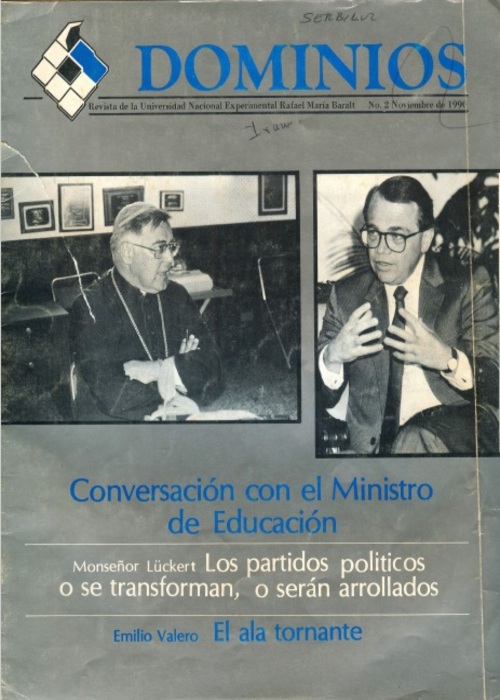 SERBILUZ
DOMINIOS
Revista de la Universidad Nacional Experimental Rafael María Baralt No. 2 Noviembre de 1990
Conversación con el Ministro
de Educación
Monseñor Lückert Los partidos politicos
o se transforman, o serán arrollados
Emilio Valero El ala tornante